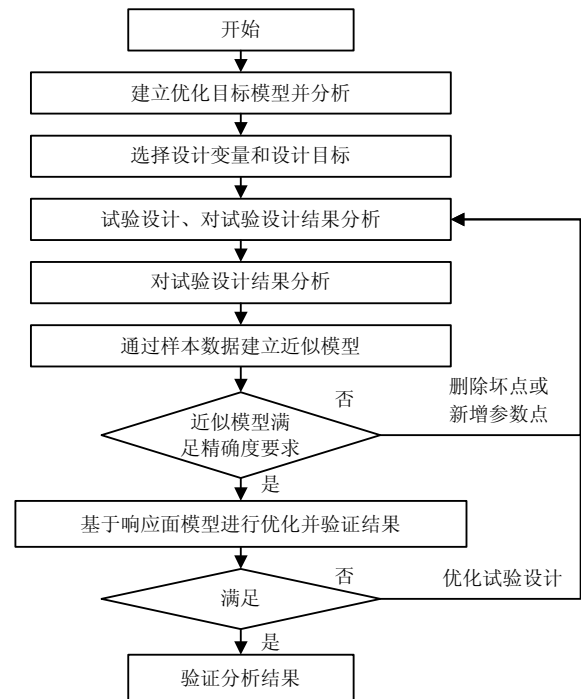 开始
建立优化目标模型并分析
选择设计变量和设计目标
试验设计、对试验设计结果分析
对试验设计结果分析
通过样本数据建立近似模型
否
删除坏点或
新增参数点
近似模型满
足精确度要求
是
基于响应面模型进行优化并验证结果
否
优化试验设计
满足
是
验证分析结果